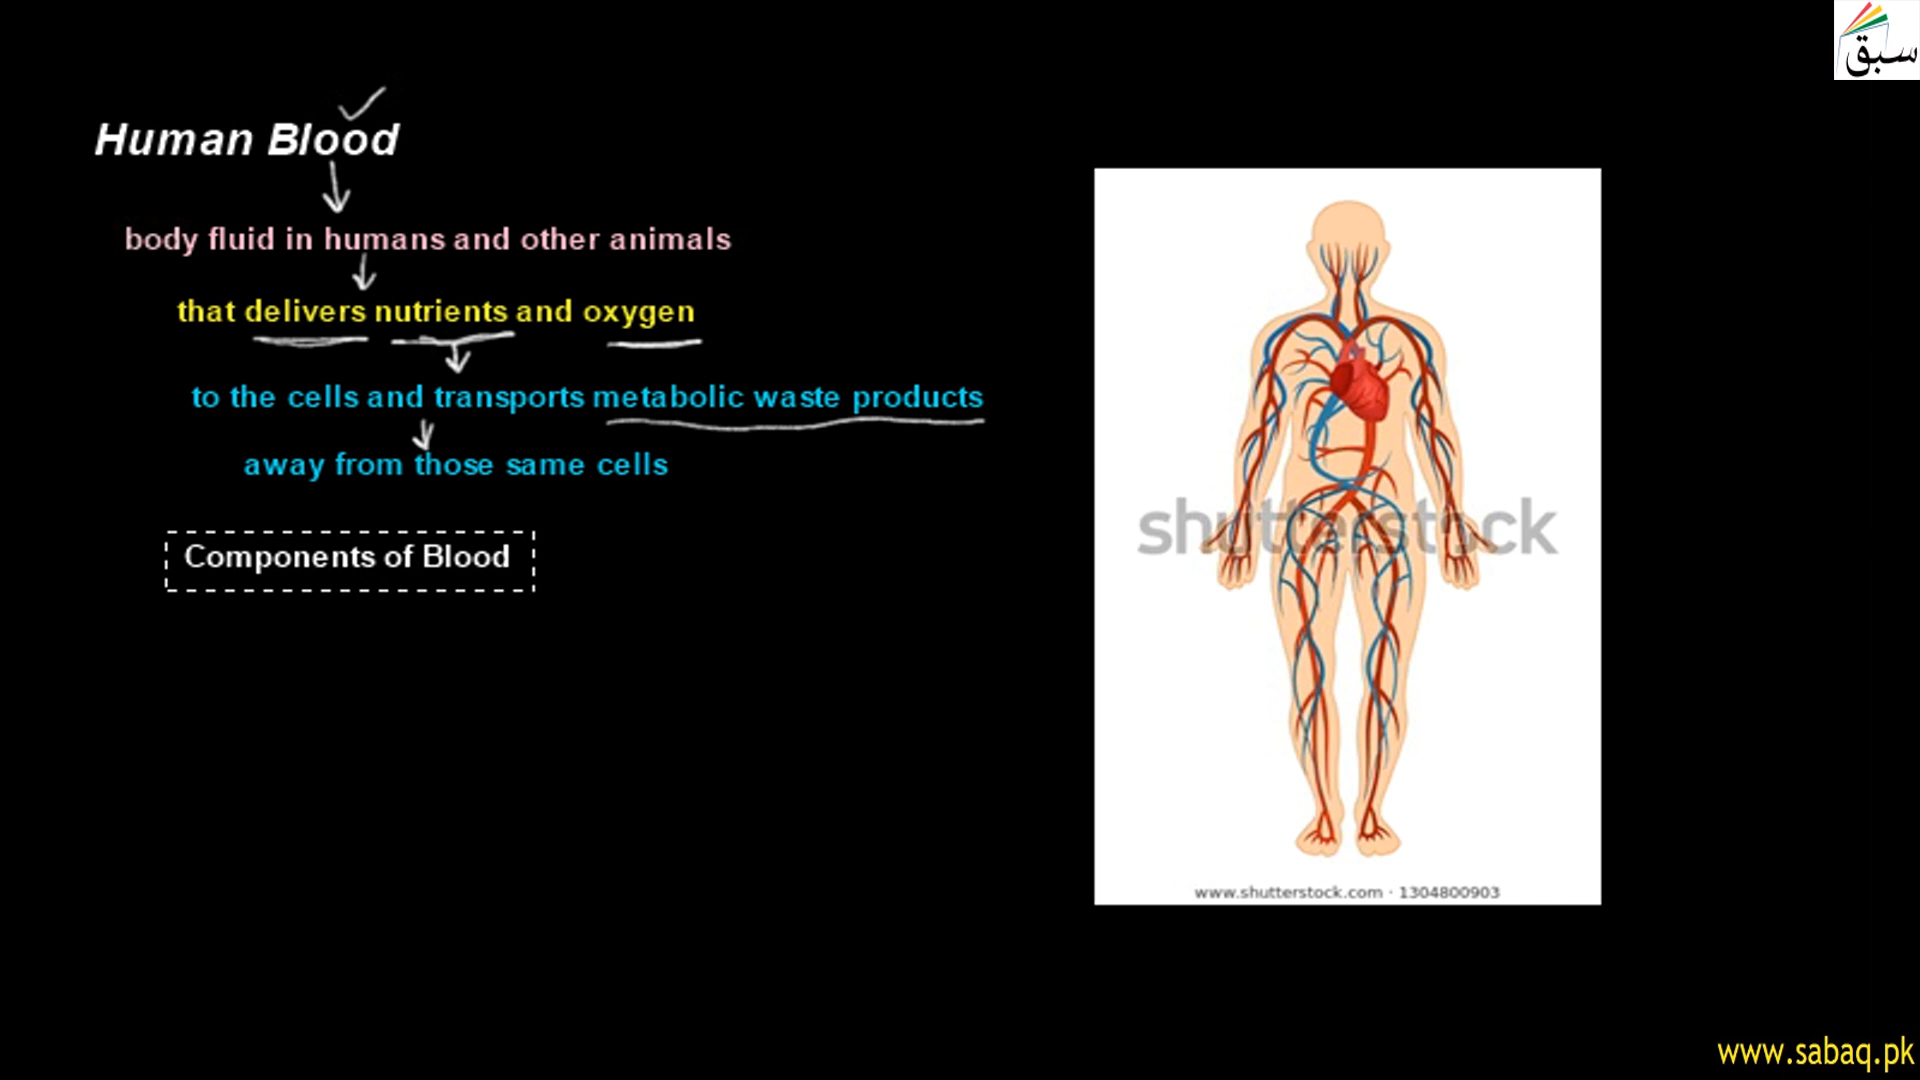 سبق
Human Blood
body fluid in humans and other animals
that delivers nutrients and oxygen
to the cells and transports metabolic waste products
away from those same cells
Components of Blood
shutterstock
www.shutterstock.com · 1304800903
www.sabaq.pk